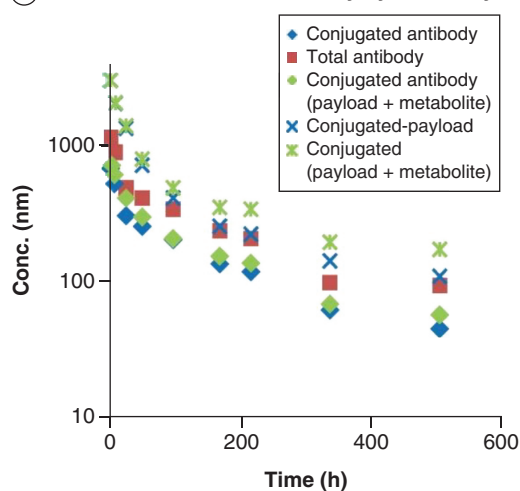 Conjugated antibody
Total antibody
Conjugated antibody
(payload + metabolite)
Conjugated-payload
Conjugated
(payload + metabolite)
Conc. (nm)
1000
100
10
0
200
400
600
Time (h)